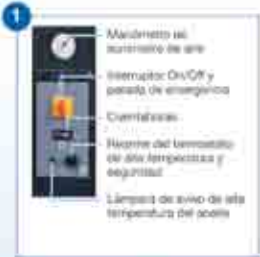 1
Manómetro de
suministro de aire
Interruptor On/Off y
parada de emergencia
Cuentahoras
Rearme del termostato
de alta temperatura y
seguridad
Lámpara de aviso de alta
temperatura del aceite